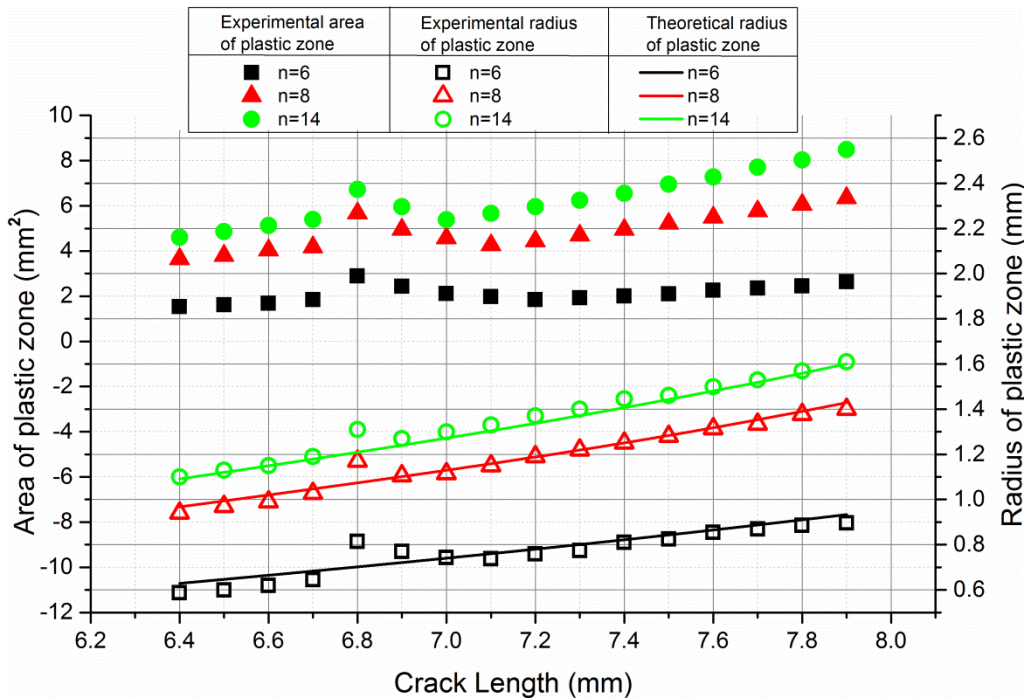 Experimental area of plastic zone
Experimental radius of plastic zone
Theoretical radius of plastic zone
n=6 n=6 n=6
n=8 n=8 n=8
n=14 n=14 n=14
Area of plastic zone (mm²)
10
8
6
4
2
0
-2
-4
-6
-8
-10
-12
2.6
2.4
2.2
2.0
1.8
1.6
1.4
1.2
1.0
0.8
0.6
Radius of plastic zone (mm)
6.2 6.4 6.6 6.8 7.0 7.2 7.4 7.6 7.8 8.0
Crack Length (mm)